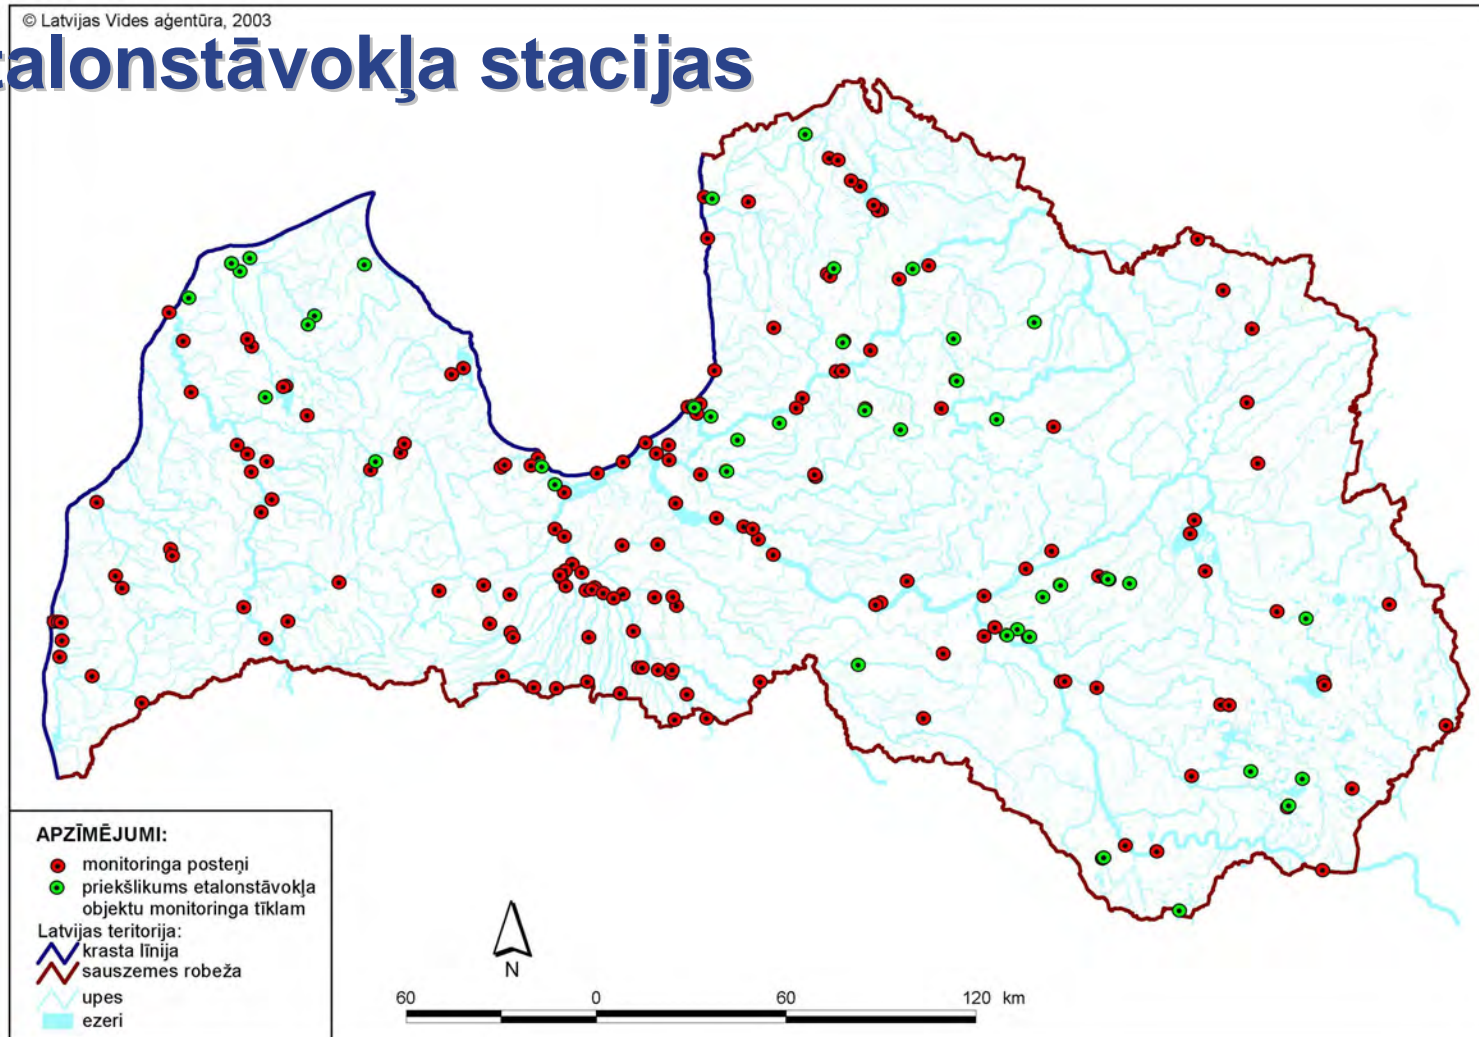 © Latvijas Vides aģentūra, 2003
talonstāvokļa stacijas
APZĪMĒJUMI:
monitoringa posteņi
priekšlikums etalonstāvokļa
objektu monitoringa tīklam
Latvijas teritorija:
krasta līnija
sauszemes robeža
upes
ezeri
N
60 0 60 120 km